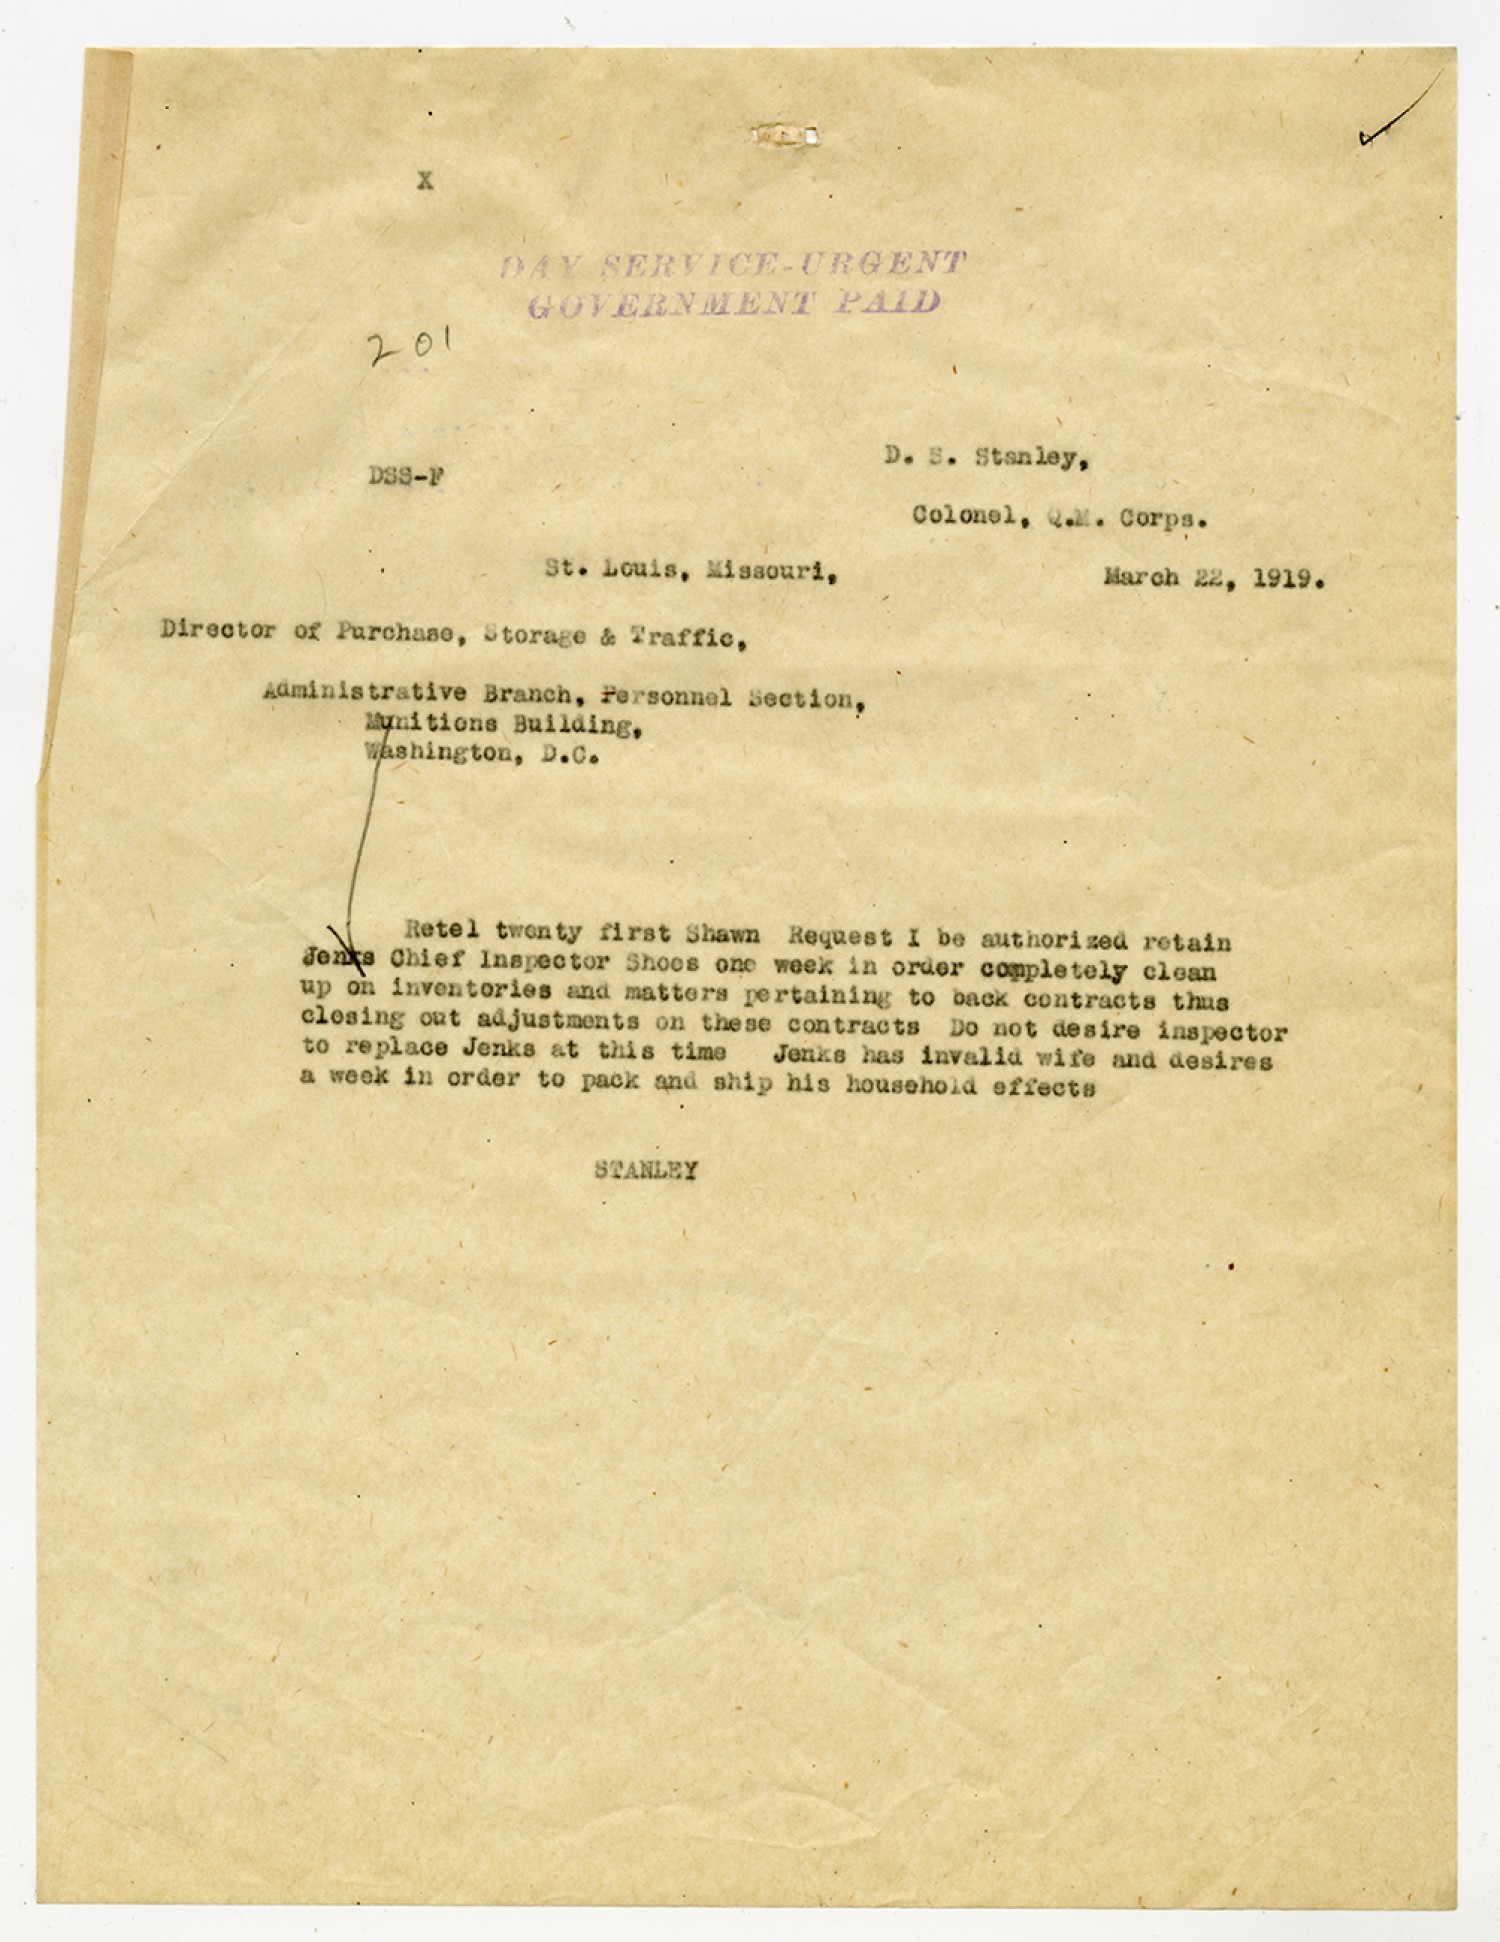 X
DAY SERVICE-URGENT
GOVERNMENT PAID
201
D. S. Stanley,
DSS-F
Colonel, Q.M. Corps.
St. Louis, Missouri,
March 22, 1919.
Director of Purchase, Storage & Traffic,
Administrative Branch, Personnel Section,
Munitions Building,
Washington, D.C.
Retel twenty first Shawn Request I be authorized retain
Jenks Chief Inspector Shoes one week in order completely clean
up on inventories and matters pertaining to back contracts thus
closing out adjustments on these contracts Do not desire inspector
to replace Jenks at this time Jenks has invalid wife and desires
a week in order to pack and ship his household effects
STANLEY